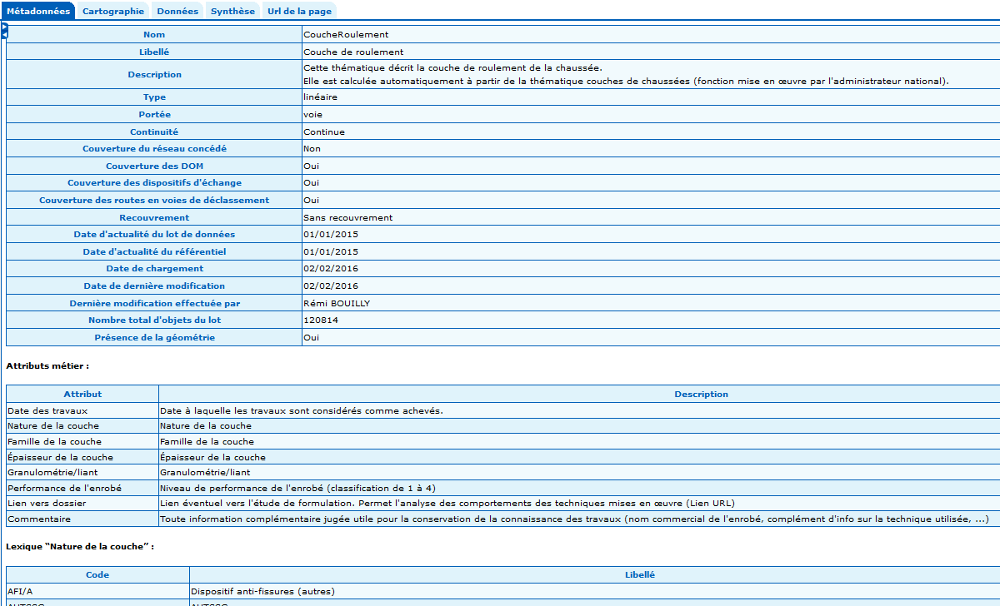 Métadonnées Cartographie Données Synthèse Url de la page
Nom CoucheRoulement
Libellé Couche de roulement
Description Cette thématique décrit la couche de roulement de la chaussée.
Elle est calculée automatiquement à partir de la thématique couches de chaussées (fonction mise en œuvre par l'administrateur national).
Type linéaire
Portée voie
Continuité Continue
Couverture du réseau concédé Non
Couverture des DOM Oui
Couverture des dispositifs d'échange Oui
Couverture des routes en voies de déclassement Oui
Recouvrement Sans recouvrement
Date d'actualité du lot de données 01/01/2015
Date d'actualité du référentiel 01/01/2015
Date de chargement 02/02/2016
Date de dernière modification 02/02/2016
Dernière modification effectuée par Rémi BOUILLY
Nombre total d'objets du lot 120814
Présence de la géométrie Oui
Attributs métier :
Attribut Description
Date des travaux Date à laquelle les travaux sont considérés comme achevés.
Nature de la couche Nature de la couche
Famille de la couche Famille de la couche
Épaisseur de la couche Épaisseur de la couche
Granulométrie/liant Granulométrie/liant
Performance de l'enrobé Niveau de performance de l'enrobé (classification de 1 à 4)
Lien vers dossier Lien éventuel vers l'étude de formulation. Permet l'analyse des comportements des techniques mises en œuvre (Lien URL)
Commentaire Toute information complémentaire jugée utile pour la conservation de la connaissance des travaux (nom commercial de l'enrobé, complément d'info sur la technique utilisée, ...)
Lexique “Nature de la couche” :
Code Libellé
AFI/A Dispositif anti-fissures (autres)